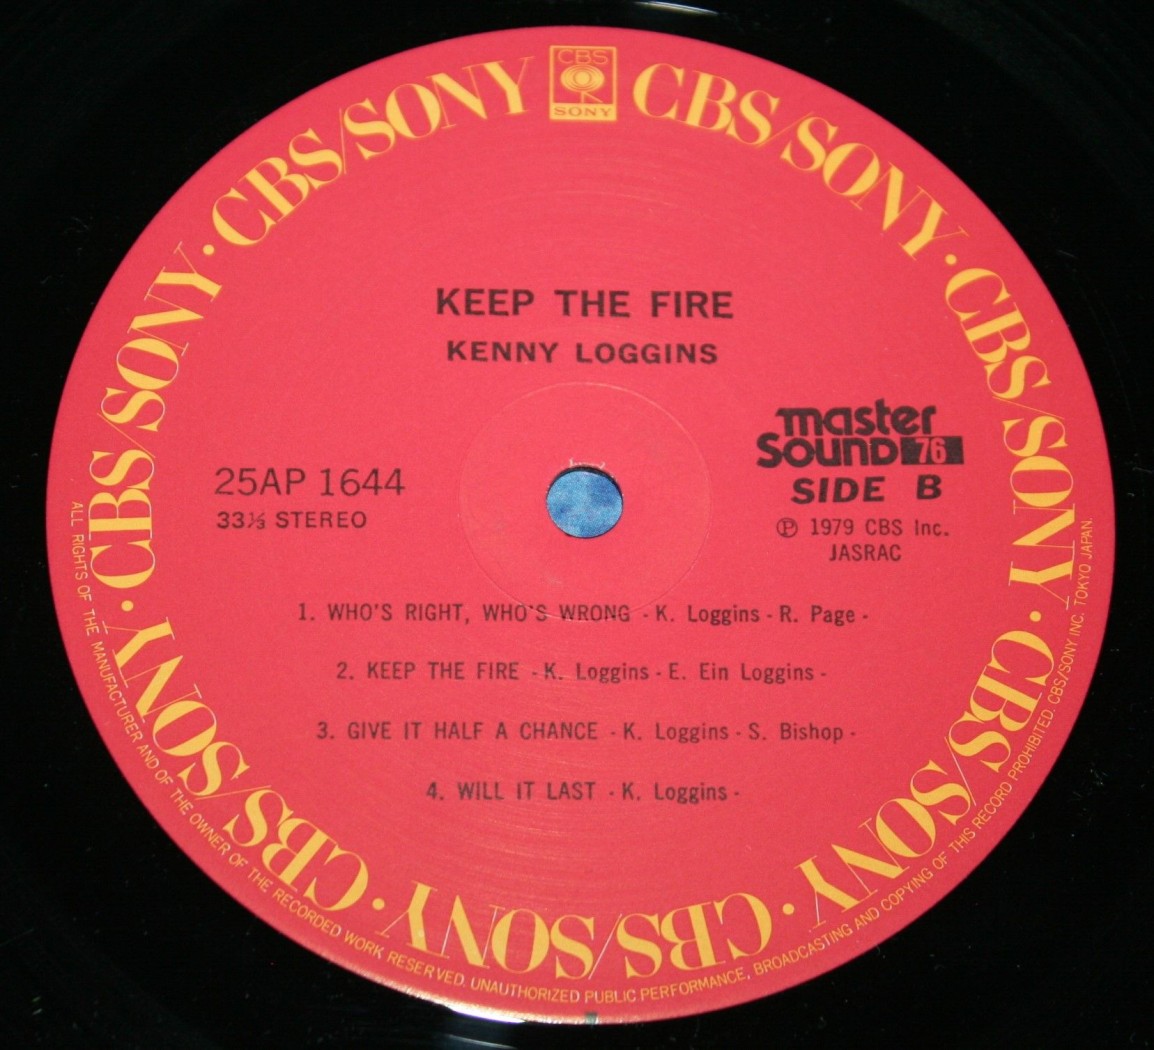 CBS
SONY
CBS/SONY · CBS/SONY · CBS/SONY · CBS/SONY · CBS/SONY · CBS/SONY · CBS/SONY · CBS/SONY
KEEP THE FIRE
KENNY LOGGINS
master
Sound 76
25AP 1644
SIDE B
33⅓ STEREO
Ⓟ 1979 CBS Inc.
JASRAC
1. WHO'S RIGHT, WHO'S WRONG - K. Loggins - R. Page -
2. KEEP THE FIRE - K. Loggins - E. Ein Loggins -
3. GIVE IT HALF A CHANCE - K. Loggins - S. Bishop -
4. WILL IT LAST - K. Loggins -
ALL RIGHTS OF THE MANUFACTURER AND OF THE OWNER OF THE RECORDED WORK RESERVED. UNAUTHORIZED PUBLIC PERFORMANCE, BROADCASTING AND COPYING OF THIS RECORD PROHIBITED. CBS/SONY INC. TOKYO JAPAN.